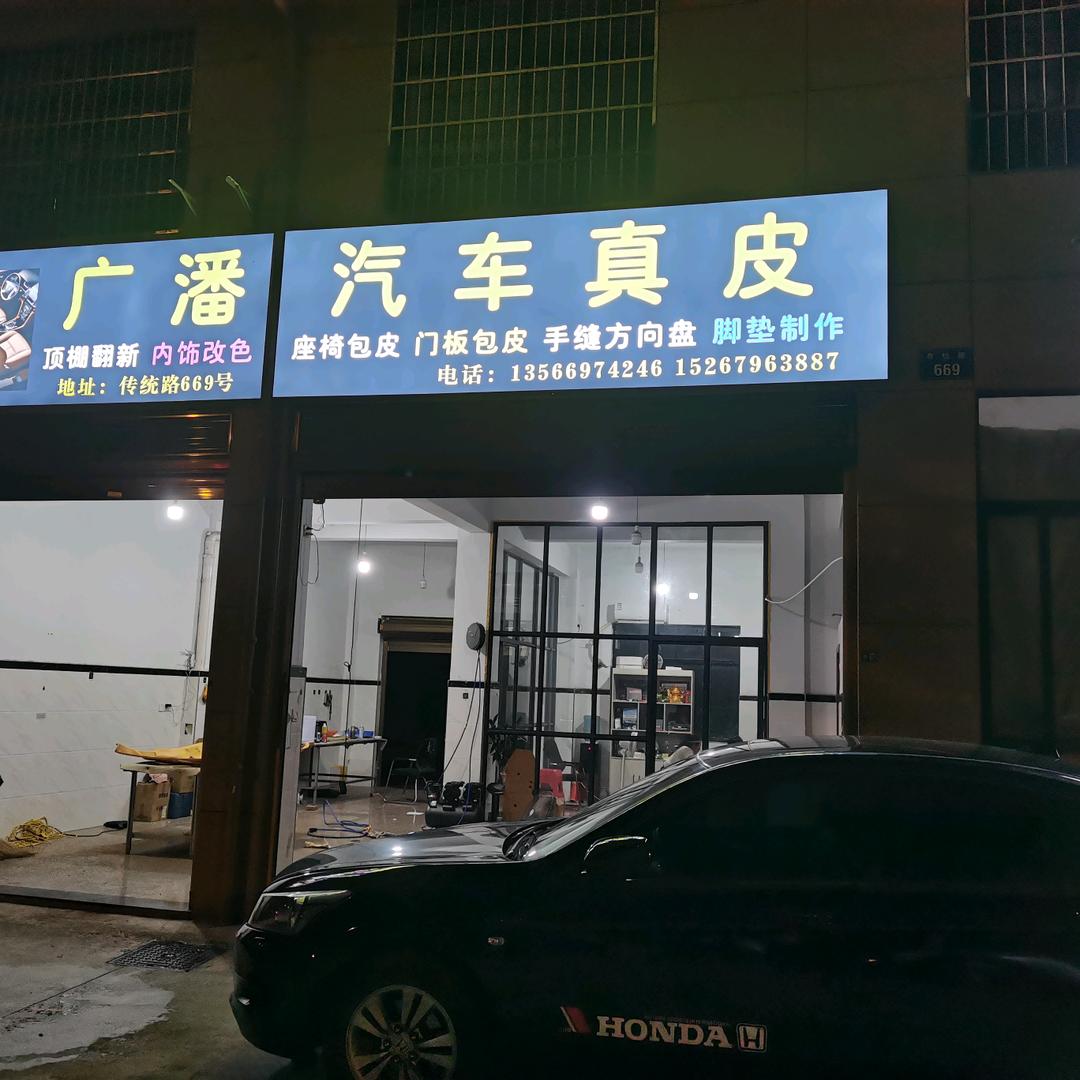 广潘
顶棚翻新 内饰改色
地址：传统路669号
汽车真皮
座椅包皮 门板包皮 手缝方向盘 脚垫制作
电话：13566974246 15267963887
669
HONDA